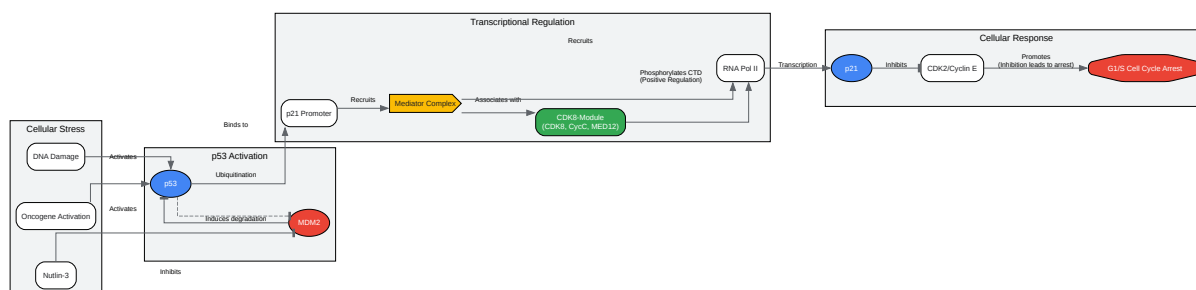 Cellular Stress
DNA Damage
Oncogene Activation
Nutlin-3
Activates
Activates
Inhibits
p53 Activation
p53
Ubiquitination
Induces degradation
MDM2
Binds to
Transcriptional Regulation
Recruits
p21 Promoter
Recruits
Mediator Complex
Associates with
CDK8-Module
(CDK8, CycC, MED12)
Phosphorylates CTD
(Positive Regulation)
RNA Pol II
Transcription
Cellular Response
p21
Inhibits
CDK2/Cyclin E
Promotes
(Inhibition leads to arrest)
G1/S Cell Cycle Arrest